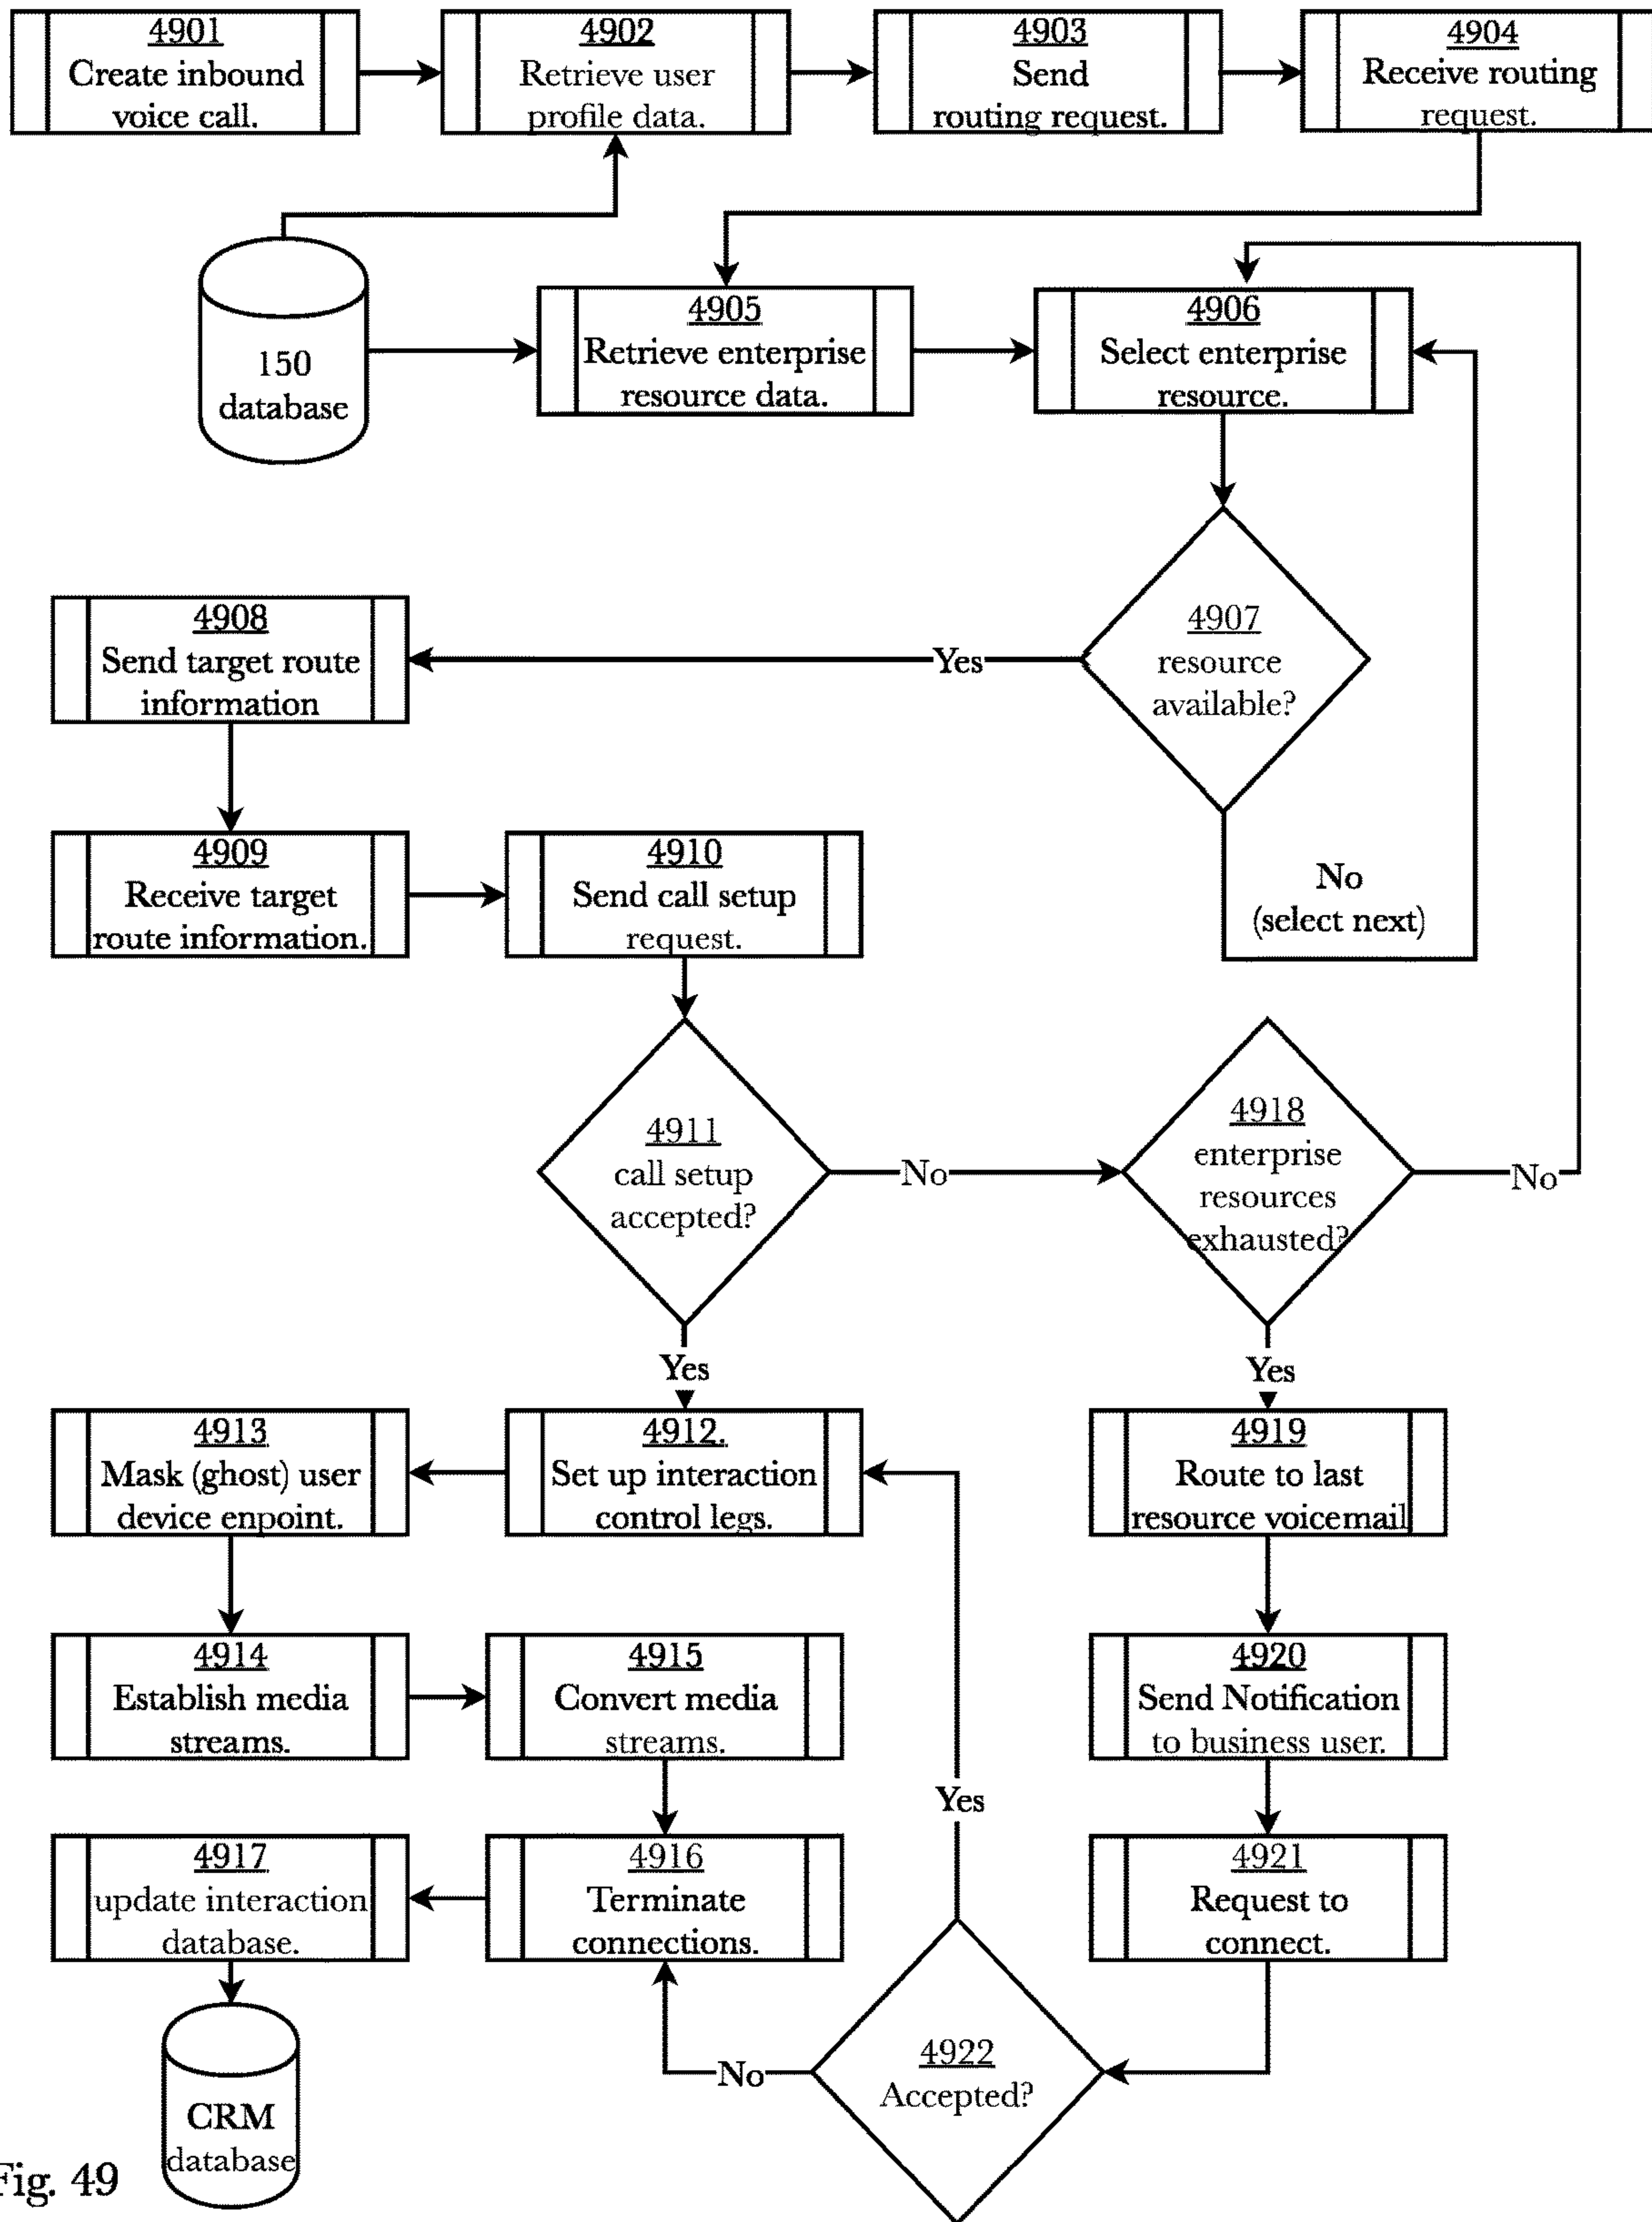 4901
Create inbound
voice call.
4902
Retrieve user
profile data.
4903
Send
routing request.
4904
Receive routing
request.
150
database
4905
Retrieve enterprise
resource data.
4906
Select enterprise
resource.
4907
resource
available?
Yes
4908
Send target route
information
4909
Receive target
route information.
4910
Send call setup
request.
No
(select next)
4911
call setup
accepted?
No
4918
enterprise
resources
exhausted?
No
Yes
Yes
4913
Mask (ghost) user
device enpoint.
4912.
Set up interaction
control legs.
4919
Route to last
resource voicemail
4914
Establish media
streams.
4915
Convert media
streams.
4920
Send Notification
to business user.
Yes
4917
update interaction
database.
4916
Terminate
connections.
4921
Request to
connect.
No
4922
Accepted?
CRM
database
Fig. 49